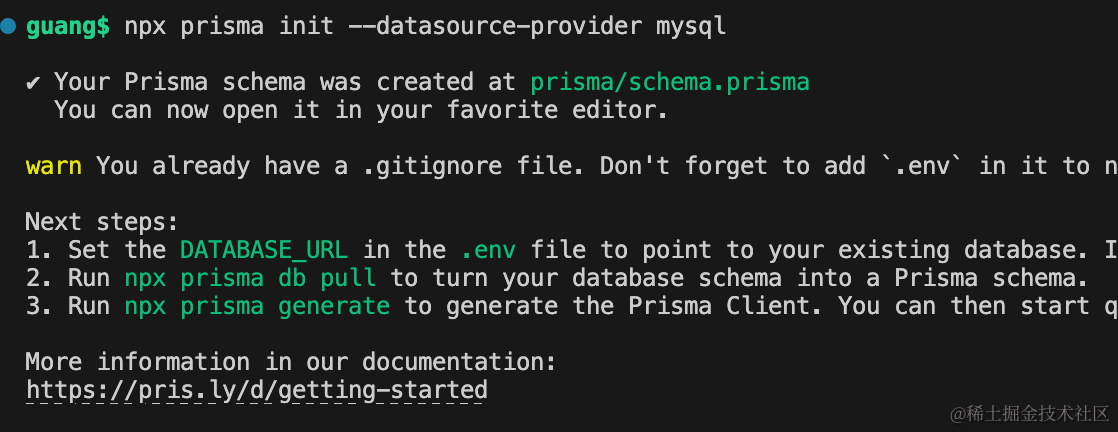 guang$ npx prisma init --datasource-provider mysql
✔ Your Prisma schema was created at prisma/schema.prisma
You can now open it in your favorite editor.
warn You already have a .gitignore file. Don't forget to add `.env` in it to n
Next steps:
1. Set the DATABASE_URL in the .env file to point to your existing database. I
2. Run npx prisma db pull to turn your database schema into a Prisma schema.
3. Run npx prisma generate to generate the Prisma Client. You can then start q
More information in our documentation:
https://pris.ly/d/getting-started
@稀土掘金技术社区